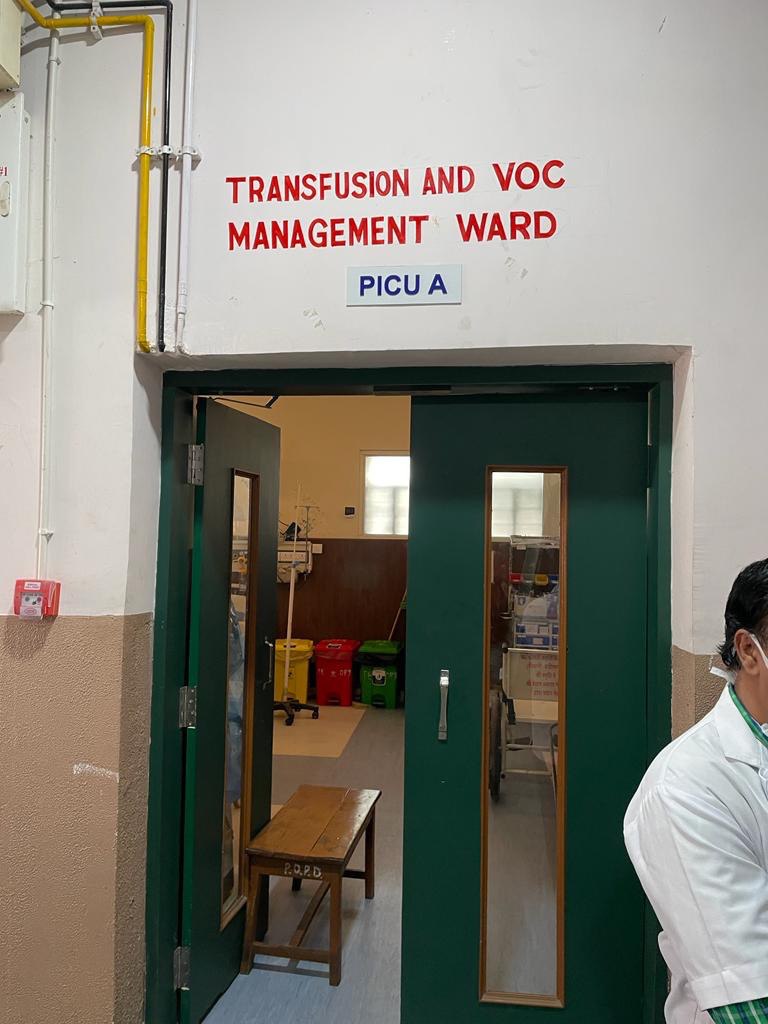 TRANSFUSION AND VOC
MANAGEMENT WARD
PICU A
P.O.P.D.